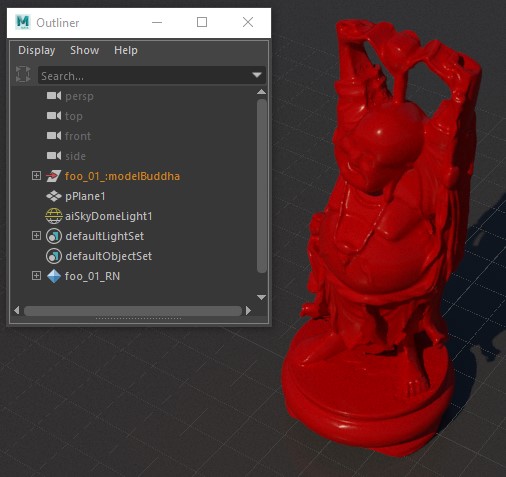 Outliner
Display Show Help
Search...
persp
top
front
side
foo_01_:modelBuddha
pPlane1
aiSkyDomeLight1
defaultLightSet
defaultObjectSet
foo_01_RN